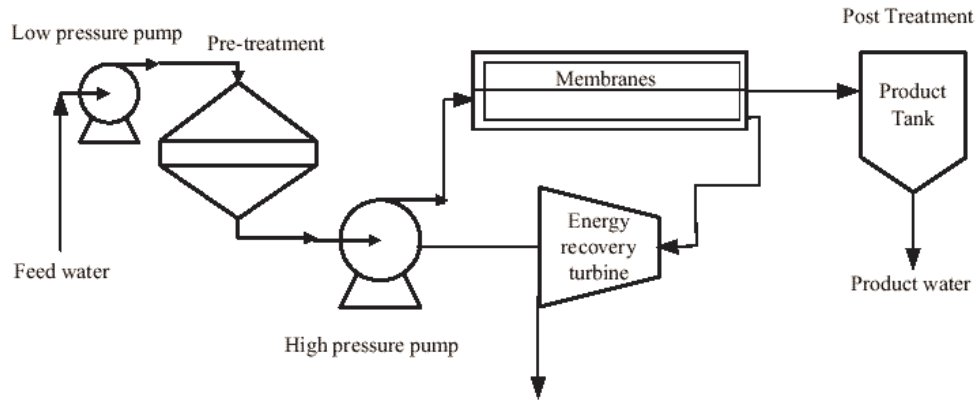 Post Treatment
Low pressure pump
Pre-treatment
Membranes
Product
Tank
Energy
recovery
turbine
Feed water
Product water
High pressure pump